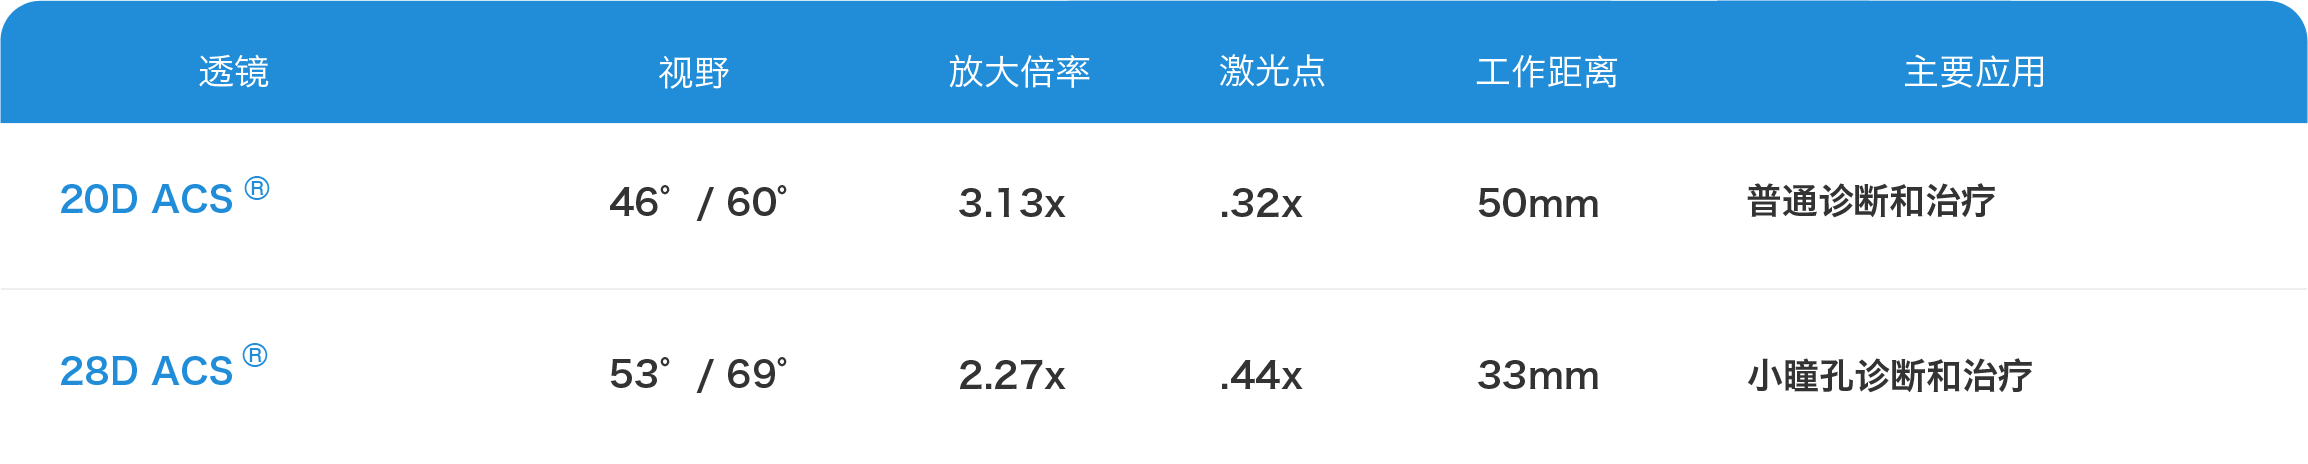 透镜 视野 放大倍率 激光点 工作距离 主要应用
20D ACS ® 46° / 60° 3.13x .32x 50mm 普通诊断和治疗
28D ACS ® 53° / 69° 2.27x .44x 33mm 小瞳孔诊断和治疗